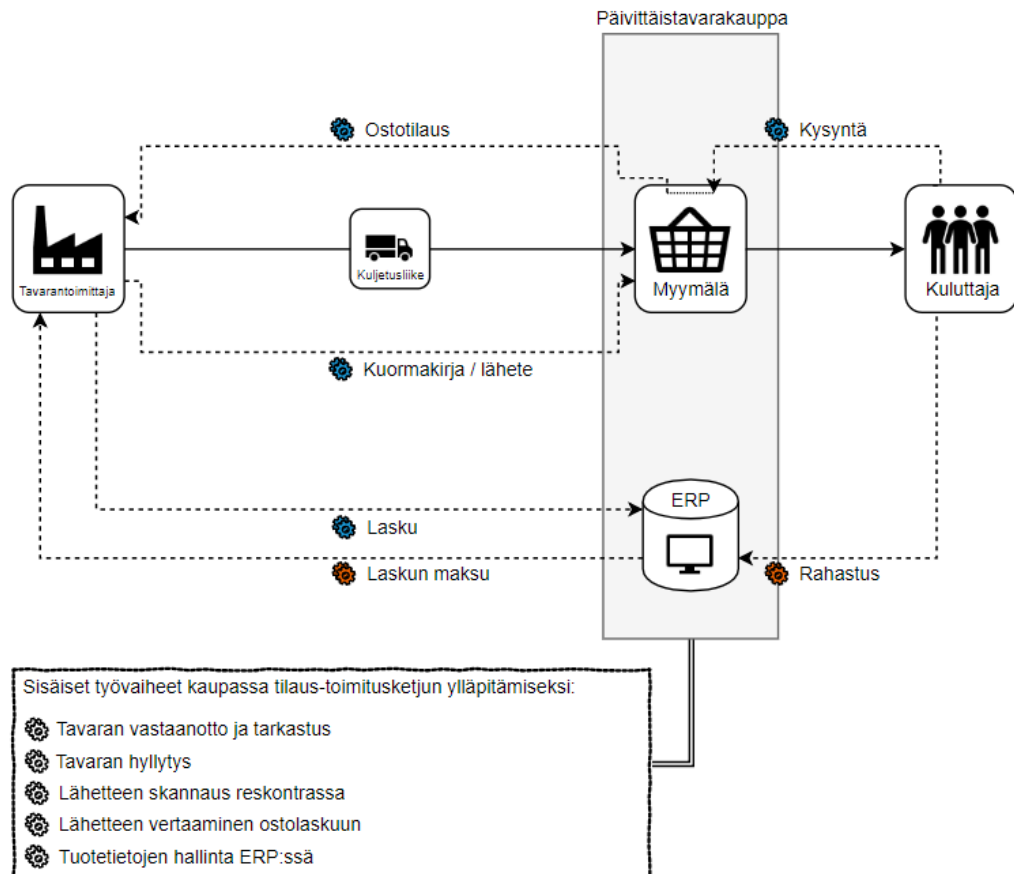 Päivittäistavarakauppa
Ostotilaus
Kysyntä
Tavarantoimittaja
Kuljetusliike
Myymälä
Kuluttaja
Kuormakirja / lähete
ERP
Lasku
Laskun maksu
Rahastus
Sisäiset työvaiheet kaupassa tilaus-toimitusketjun ylläpitämiseksi:
Tavaran vastaanotto ja tarkastus
Tavaran hyllytys
Lähetteen skannaus reskontrassa
Lähetteen vertaaminen ostolaskuun
Tuotetietojen hallinta ERP:ssä